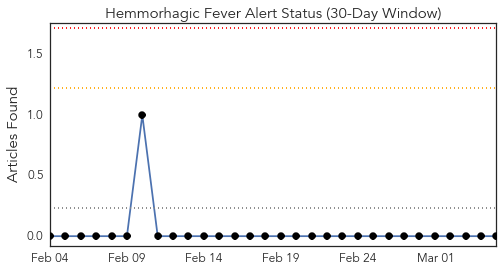 Hemmorhagic Fever Alert Status (30-Day Window)
Articles Found
1.5
1.0
0.5
0.0
Feb 04 Feb 09 Feb 14 Feb 19 Feb 24 Mar 01